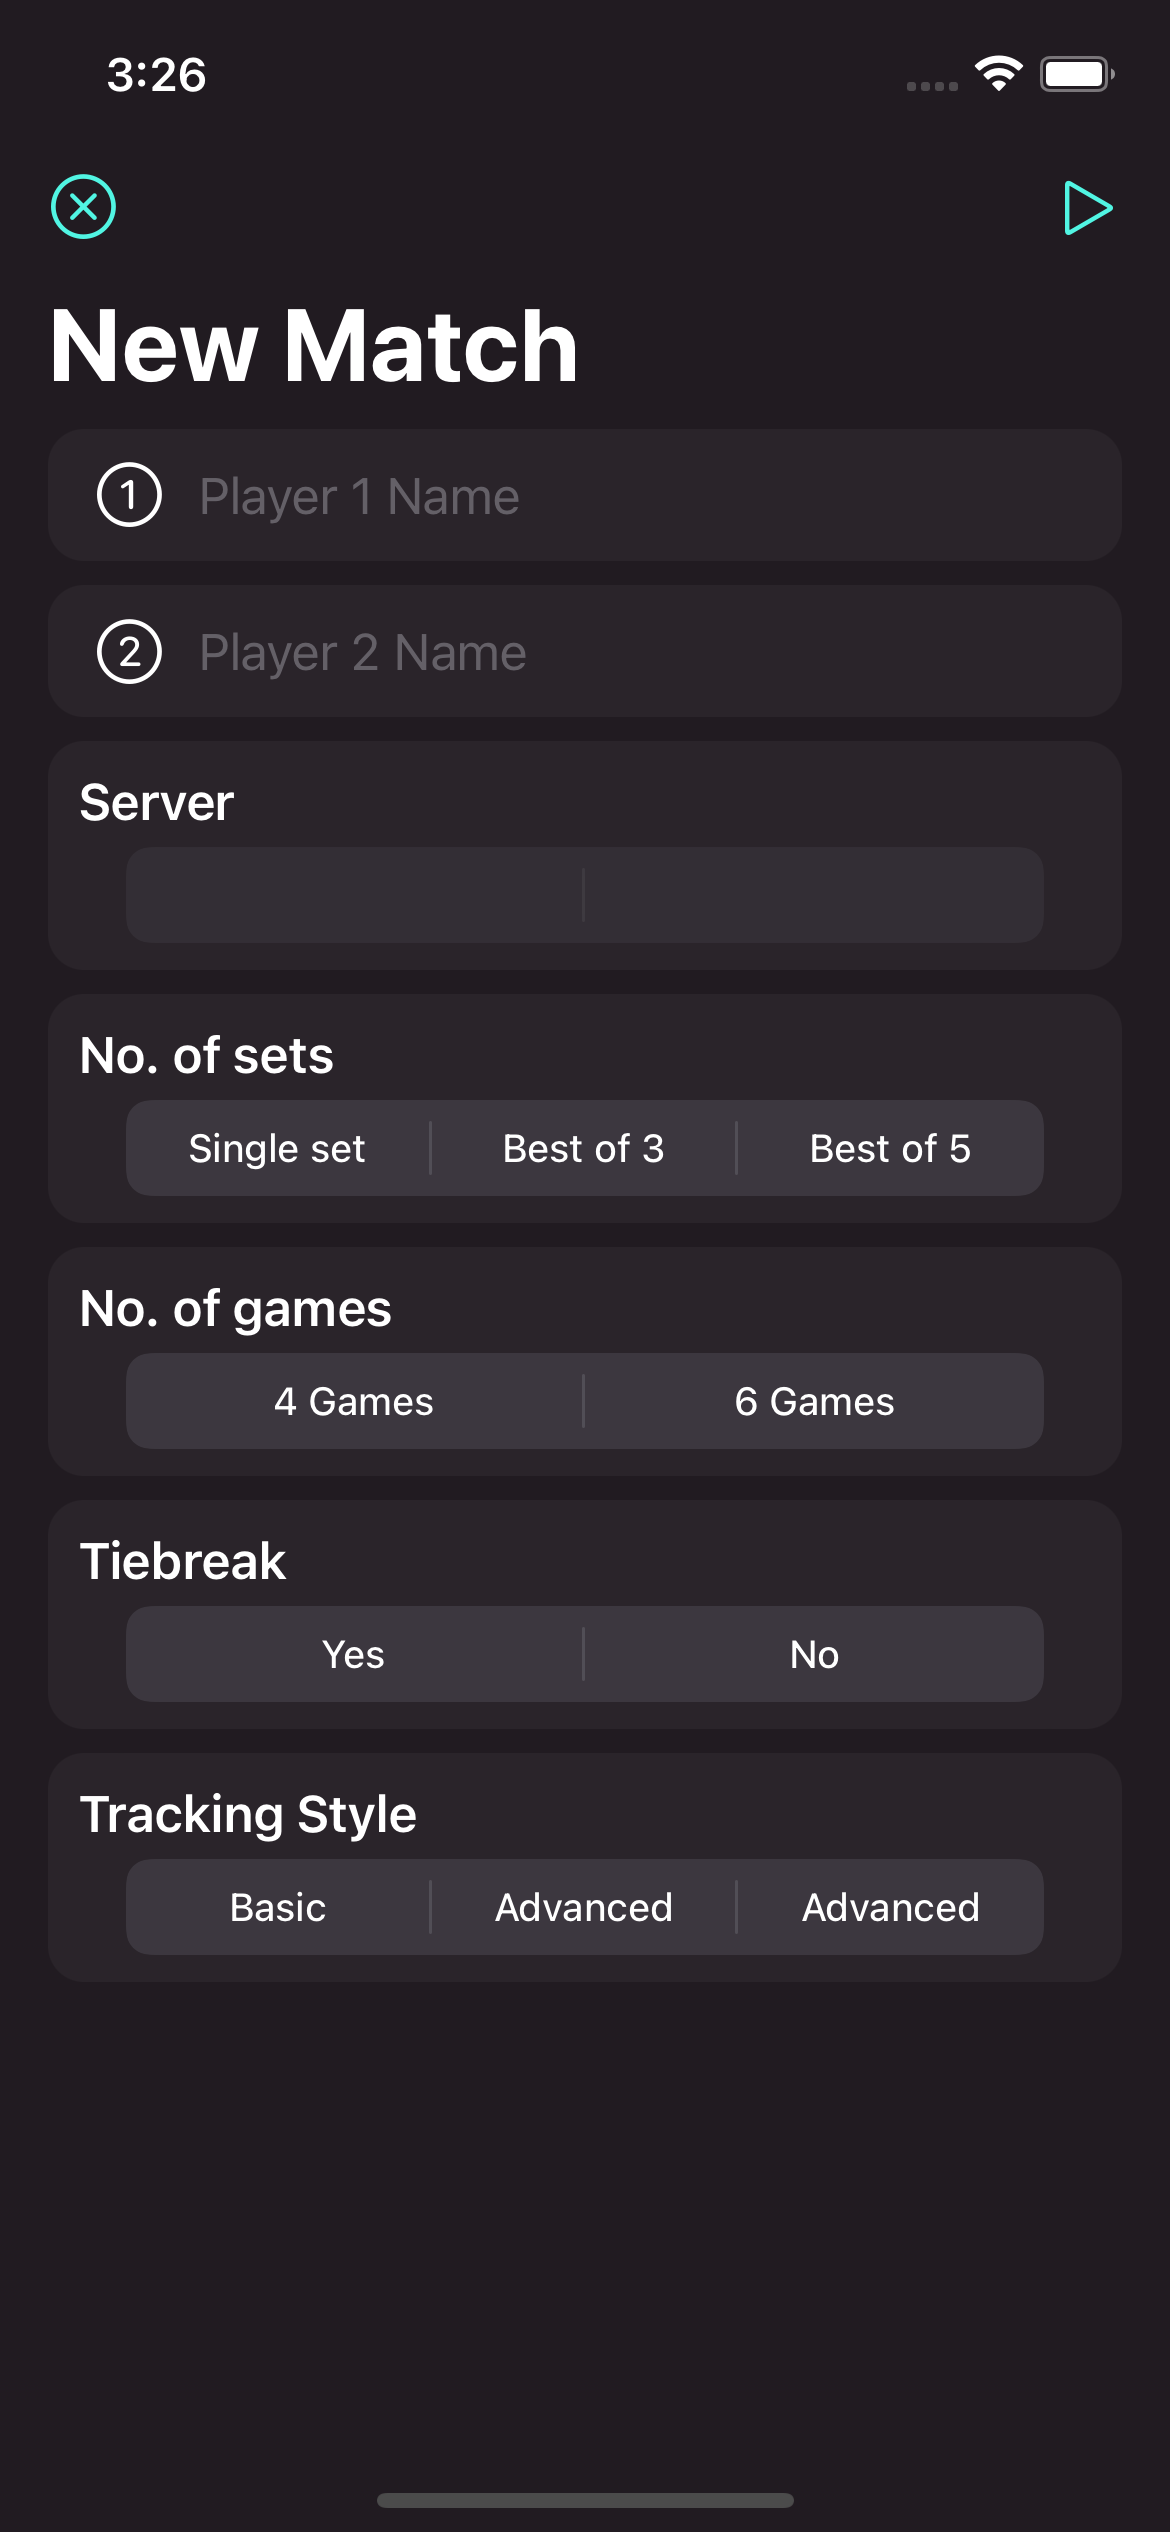 3:26
New Match
1 Player 1 Name
2 Player 2 Name
Server
No. of sets
Single set Best of 3 Best of 5
No. of games
4 Games 6 Games
Tiebreak
Yes No
Tracking Style
Basic Advanced Advanced